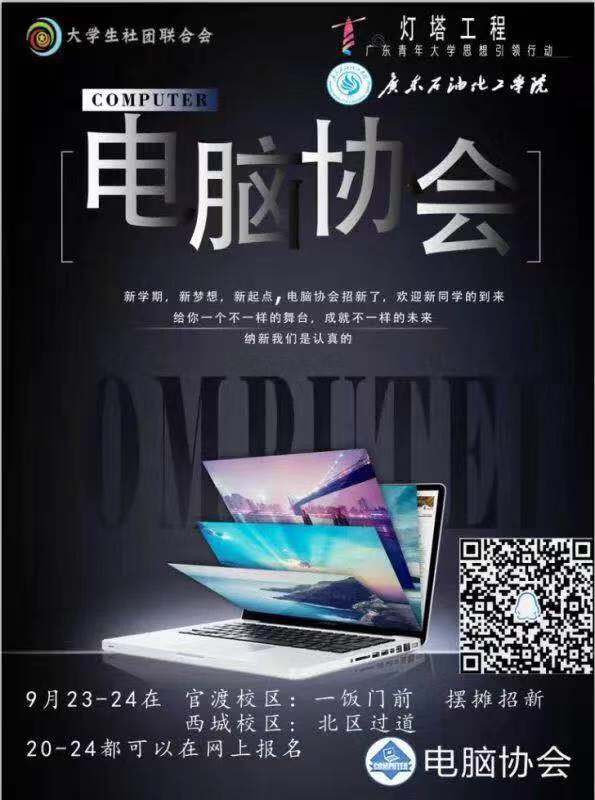 大学生社团联合会
灯塔工程
广东青年大学思想引领行动
广东石油化工学院
COMPUTER
电脑协会
新学期，新梦想，新起点，电脑协会招新了，欢迎新同学的到来
给你一个不一样的舞台，成就不一样的未来
纳新我们是认真的
OMPUTE
9月23-24在 官渡校区：一饭门前 摆摊招新
西城校区：北区过道
20-24都可以在网上报名
COMPUTER
电脑协会